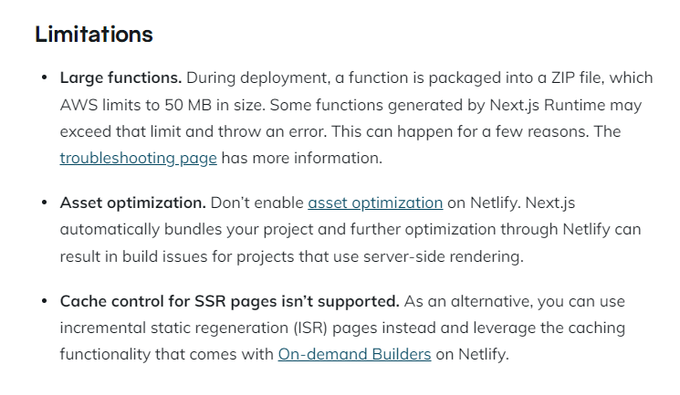 Limitations
• Large functions. During deployment, a function is packaged into a ZIP file, which
AWS limits to 50 MB in size. Some functions generated by Next.js Runtime may
exceed that limit and throw an error. This can happen for a few reasons. The
troubleshooting page has more information.
• Asset optimization. Don’t enable asset optimization on Netlify. Next.js
automatically bundles your project and further optimization through Netlify can
result in build issues for projects that use server-side rendering.
• Cache control for SSR pages isn’t supported. As an alternative, you can use
incremental static regeneration (ISR) pages instead and leverage the caching
functionality that comes with On-demand Builders on Netlify.